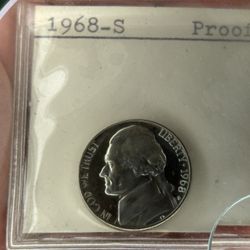 1968-S Proof
IN GOD WE TRUST
LIBERTY ★ 1968